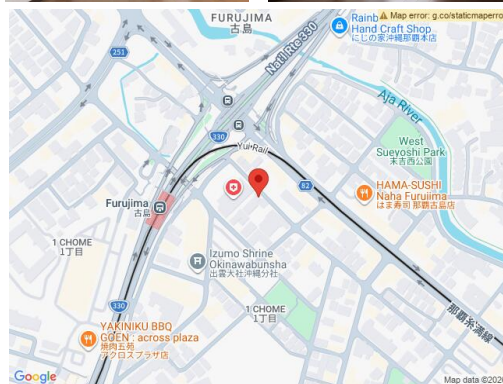 FURUJIMA
古島
Rainb
Hand Craft Shop
にじの家沖縄那覇本店
Map error: g.co/staticmaperro
251
Nat'l Rte 330
330
Aja River
Yui Rail
West
Sueyoshi Park
末吉西公園
82
HAMA-SUSHI
Naha Furujima
はま寿司 那覇古島店
Furujima
古島
1 CHOME
1丁目
Izumo Shrine
Okinawabunsha
出雲大社沖縄分社
1 CHOME
1丁目
330
那覇糸満線
YAKINIKU BBQ
GOEN : across plaza
焼肉五苑
アクロスプラザ店
Google
Map data ©202